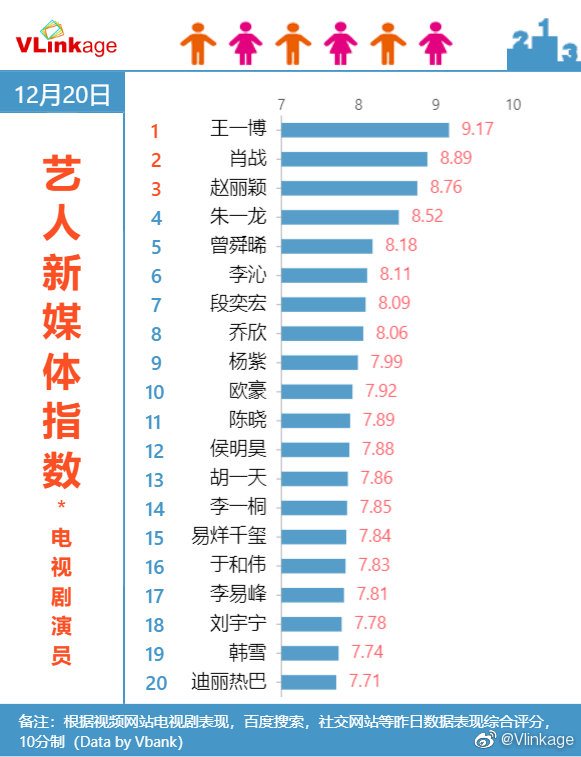 VLinkage
2 1 3
12月20日
艺人新媒体指数
*电视剧演员
7 8 9 10
1 王一博 9.17
2 肖战 8.89
3 赵丽颖 8.76
4 朱一龙 8.52
5 曾舜晞 8.18
6 李沁 8.11
7 段奕宏 8.09
8 乔欣 8.06
9 杨紫 7.99
10 欧豪 7.92
11 陈晓 7.89
12 侯明昊 7.88
13 胡一天 7.86
14 李一桐 7.85
15 易烊千玺 7.84
16 于和伟 7.83
17 李易峰 7.81
18 刘宇宁 7.78
19 韩雪 7.74
20 迪丽热巴 7.71
备注：根据视频网站电视剧表现，百度搜索，社交网站等昨日数据表现综合评分，
10分制（Data by Vbank）
@Vlinkage